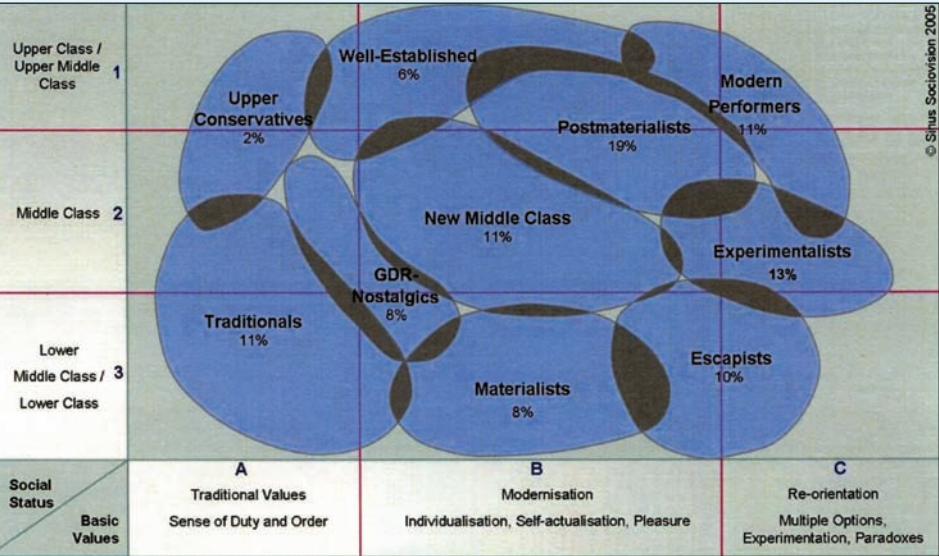 Upper Class /
Upper Middle
Class
1
Middle Class
2
Lower
Middle Class /
Lower Class
3
Well-Established
6%
Upper
Conservatives
2%
Modern
Performers
11%
Postmaterialists
19%
New Middle Class
11%
Experimentalists
13%
GDR-
Nostalgics
8%
Traditionals
11%
Escapists
10%
Materialists
8%
© Sinus Sociovision 2005
Social
Status
Basic
Values
A
Traditional Values
Sense of Duty and Order
B
Modernisation
Individualisation, Self-actualisation, Pleasure
C
Re-orientation
Multiple Options,
Experimentation, Paradoxes